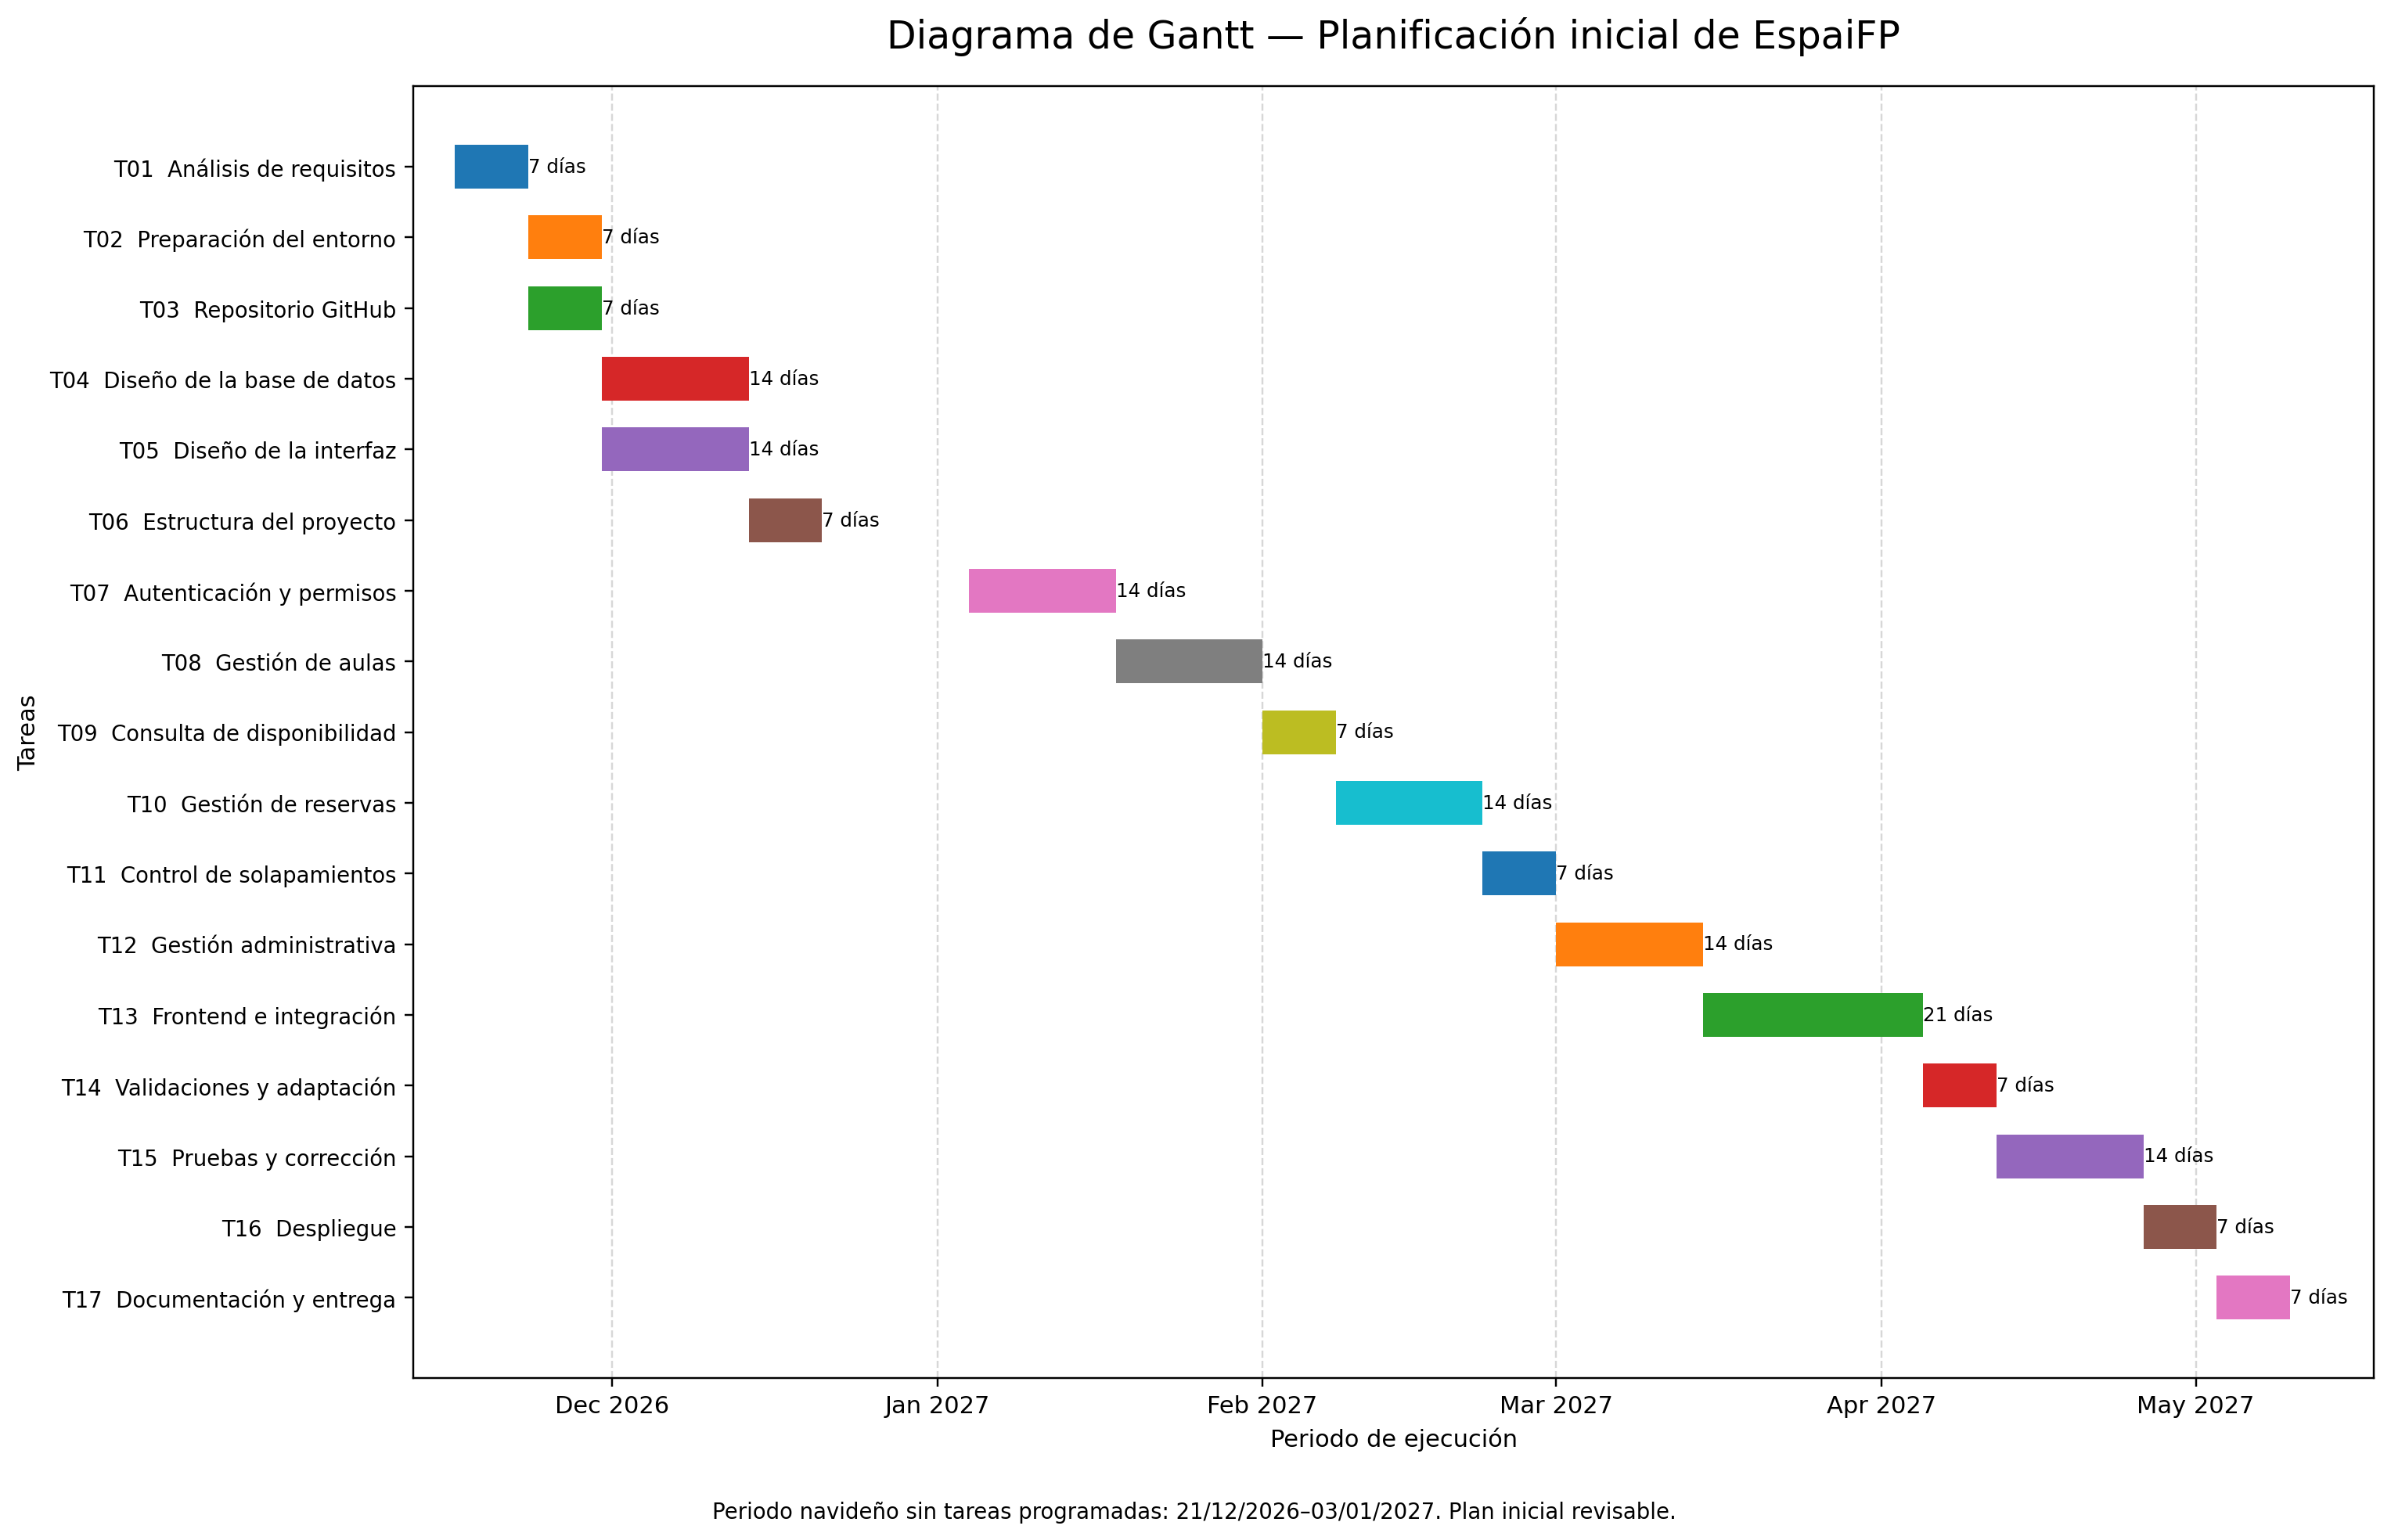 Diagrama de Gantt — Planificación inicial de EspaiFP
Tareas
T01  Análisis de requisitos
7 días
T02  Preparación del entorno
7 días
T03  Repositorio GitHub
7 días
T04  Diseño de la base de datos
14 días
T05  Diseño de la interfaz
14 días
T06  Estructura del proyecto
7 días
T07  Autenticación y permisos
14 días
T08  Gestión de aulas
14 días
T09  Consulta de disponibilidad
7 días
T10  Gestión de reservas
14 días
T11  Control de solapamientos
7 días
T12  Gestión administrativa
14 días
T13  Frontend e integración
21 días
T14  Validaciones y adaptación
7 días
T15  Pruebas y corrección
14 días
T16  Despliegue
7 días
T17  Documentación y entrega
7 días
Dec 2026
Jan 2027
Feb 2027
Mar 2027
Apr 2027
May 2027
Periodo de ejecución
Periodo navideño sin tareas programadas: 21/12/2026–03/01/2027. Plan inicial revisable.